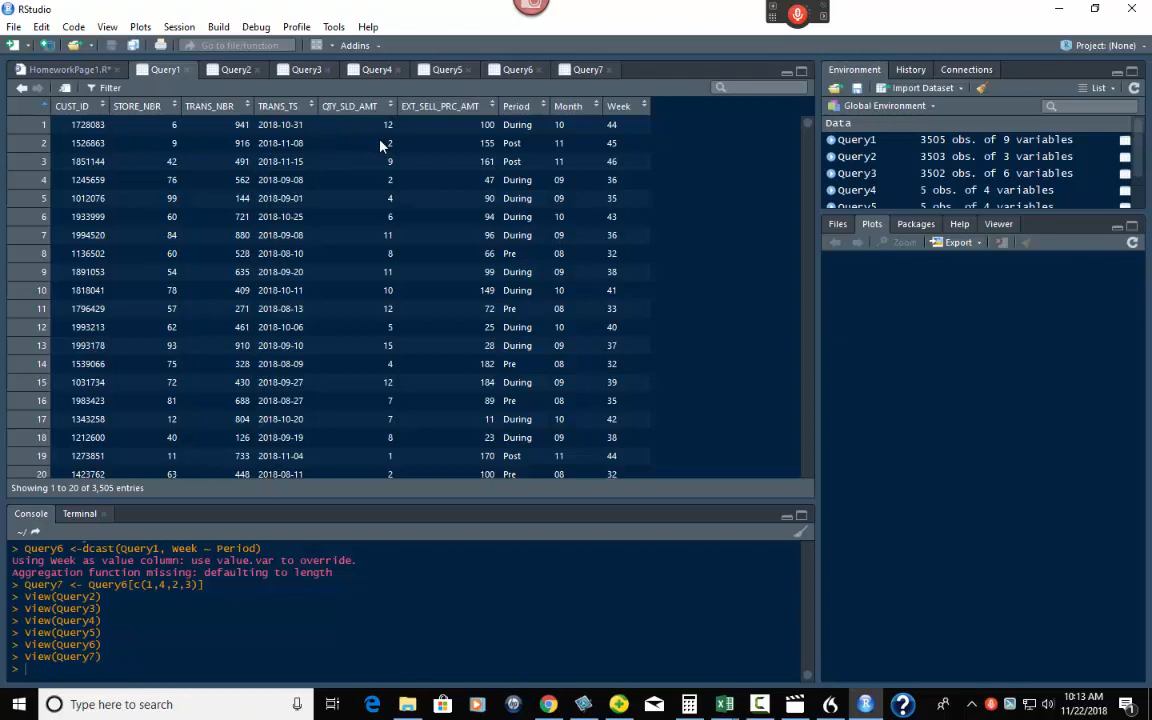 RStudio
File Edit Code View Plots Session Build Debug Profile Tools Help
Go to file/function Addins Project: (None)
HomeworkPage1.R* Query1 Query2 Query3 Query4 Query5 Query6 Query7
Filter
CUST_ID STORE_NBR TRANS_NBR TRANS_TS QTY_SLD_AMT EXT_SELL_PRC_AMT Period Month Week
1 1728083 6 941 2018-10-31 12 100 During 10 44
2 1526863 9 916 2018-11-08 2 155 Post 11 45
3 1851144 42 491 2018-11-15 9 161 Post 11 46
4 1245659 76 562 2018-09-08 2 47 During 09 36
5 1012076 99 144 2018-09-01 4 90 During 09 35
6 1933999 60 721 2018-10-25 6 94 During 10 43
7 1994520 84 880 2018-09-08 11 96 During 09 36
8 1136502 60 528 2018-08-10 8 66 Pre 08 32
9 1891053 54 635 2018-09-20 11 99 During 09 38
10 1818041 78 409 2018-10-11 10 149 During 10 41
11 1796429 57 271 2018-08-13 12 72 Pre 08 33
12 1993213 62 461 2018-10-06 5 25 During 10 40
13 1993178 93 910 2018-09-10 15 28 During 09 37
14 1539066 75 328 2018-08-09 4 182 Pre 08 32
15 1031734 72 430 2018-09-27 12 184 During 09 39
16 1983423 81 688 2018-08-27 7 89 Pre 08 35
17 1343258 12 804 2018-10-20 7 11 During 10 42
18 1212600 40 126 2018-09-19 8 23 During 09 38
19 1273851 11 733 2018-11-04 1 170 Post 11 44
20 1423762 63 448 2018-08-11 2 100 Pre 08 32
Showing 1 to 20 of 3,505 entries
Environment History Connections
Import Dataset List
Global Environment
Data
Query1 3505 obs. of 9 variables
Query2 3503 obs. of 3 variables
Query3 3502 obs. of 6 variables
Query4 5 obs. of 4 variables
Query5 5 obs. of 4 variables
Files Plots Packages Help Viewer
Zoom Export
Console Terminal
~/
> Query6 <-dcast(Query1, Week ~ Period)
Using Week as value column: use value.var to override.
Aggregation function missing: defaulting to length
> Query7 <- Query6[c(1,4,2,3)]
> View(Query2)
> View(Query3)
> View(Query4)
> View(Query5)
> View(Query6)
> View(Query7)
>
Type here to search
10:13 AM
11/22/2018